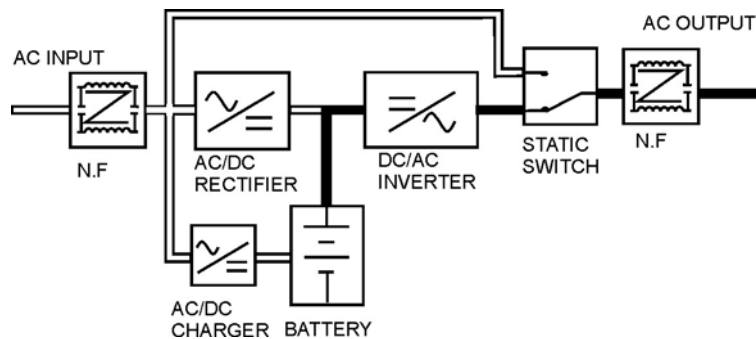 AC INPUT
AC OUTPUT
N.F
AC/DC
RECTIFIER
DC/AC
INVERTER
STATIC
SWITCH
N.F
AC/DC
CHARGER
BATTERY